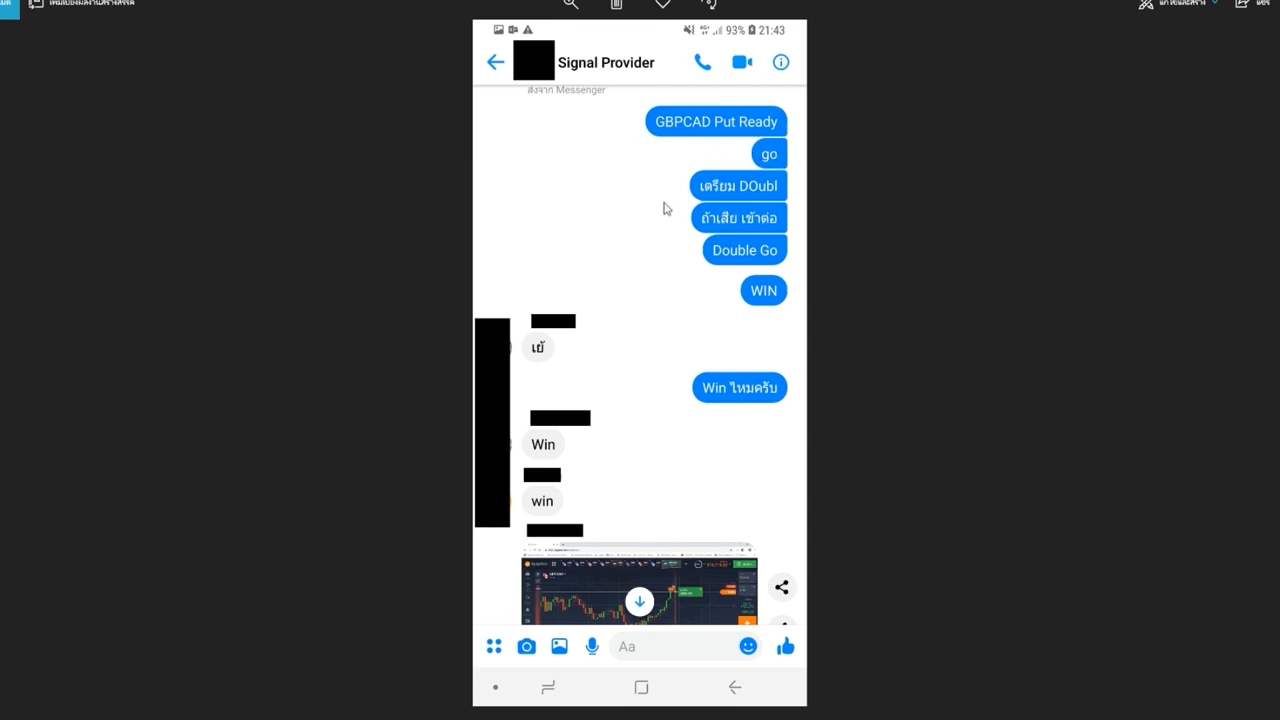 93% 21:43
Signal Provider
ส่งจาก Messenger
GBPCAD Put Ready
go
เตรียม DOubl
ถ้าเสีย เข้าต่อ
Double Go
WIN
เย้
Win ไหมครับ
Win
win
Aa